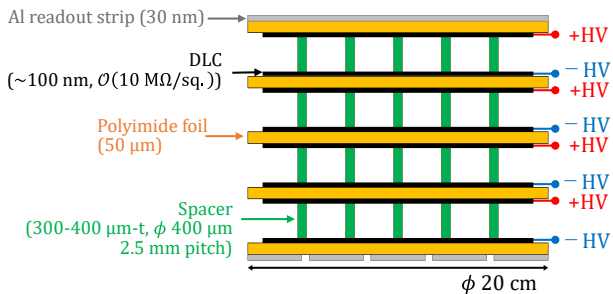 Al readout strip (30 nm)
+HV
DLC
(~100 nm, 𝒪(10 MΩ/sq.))
− HV
+HV
Polyimide foil
(50 μm)
− HV
+HV
Spacer
(300-400 μm-t, ϕ 400 μm
2.5 mm pitch)
− HV
+HV
− HV
ϕ 20 cm